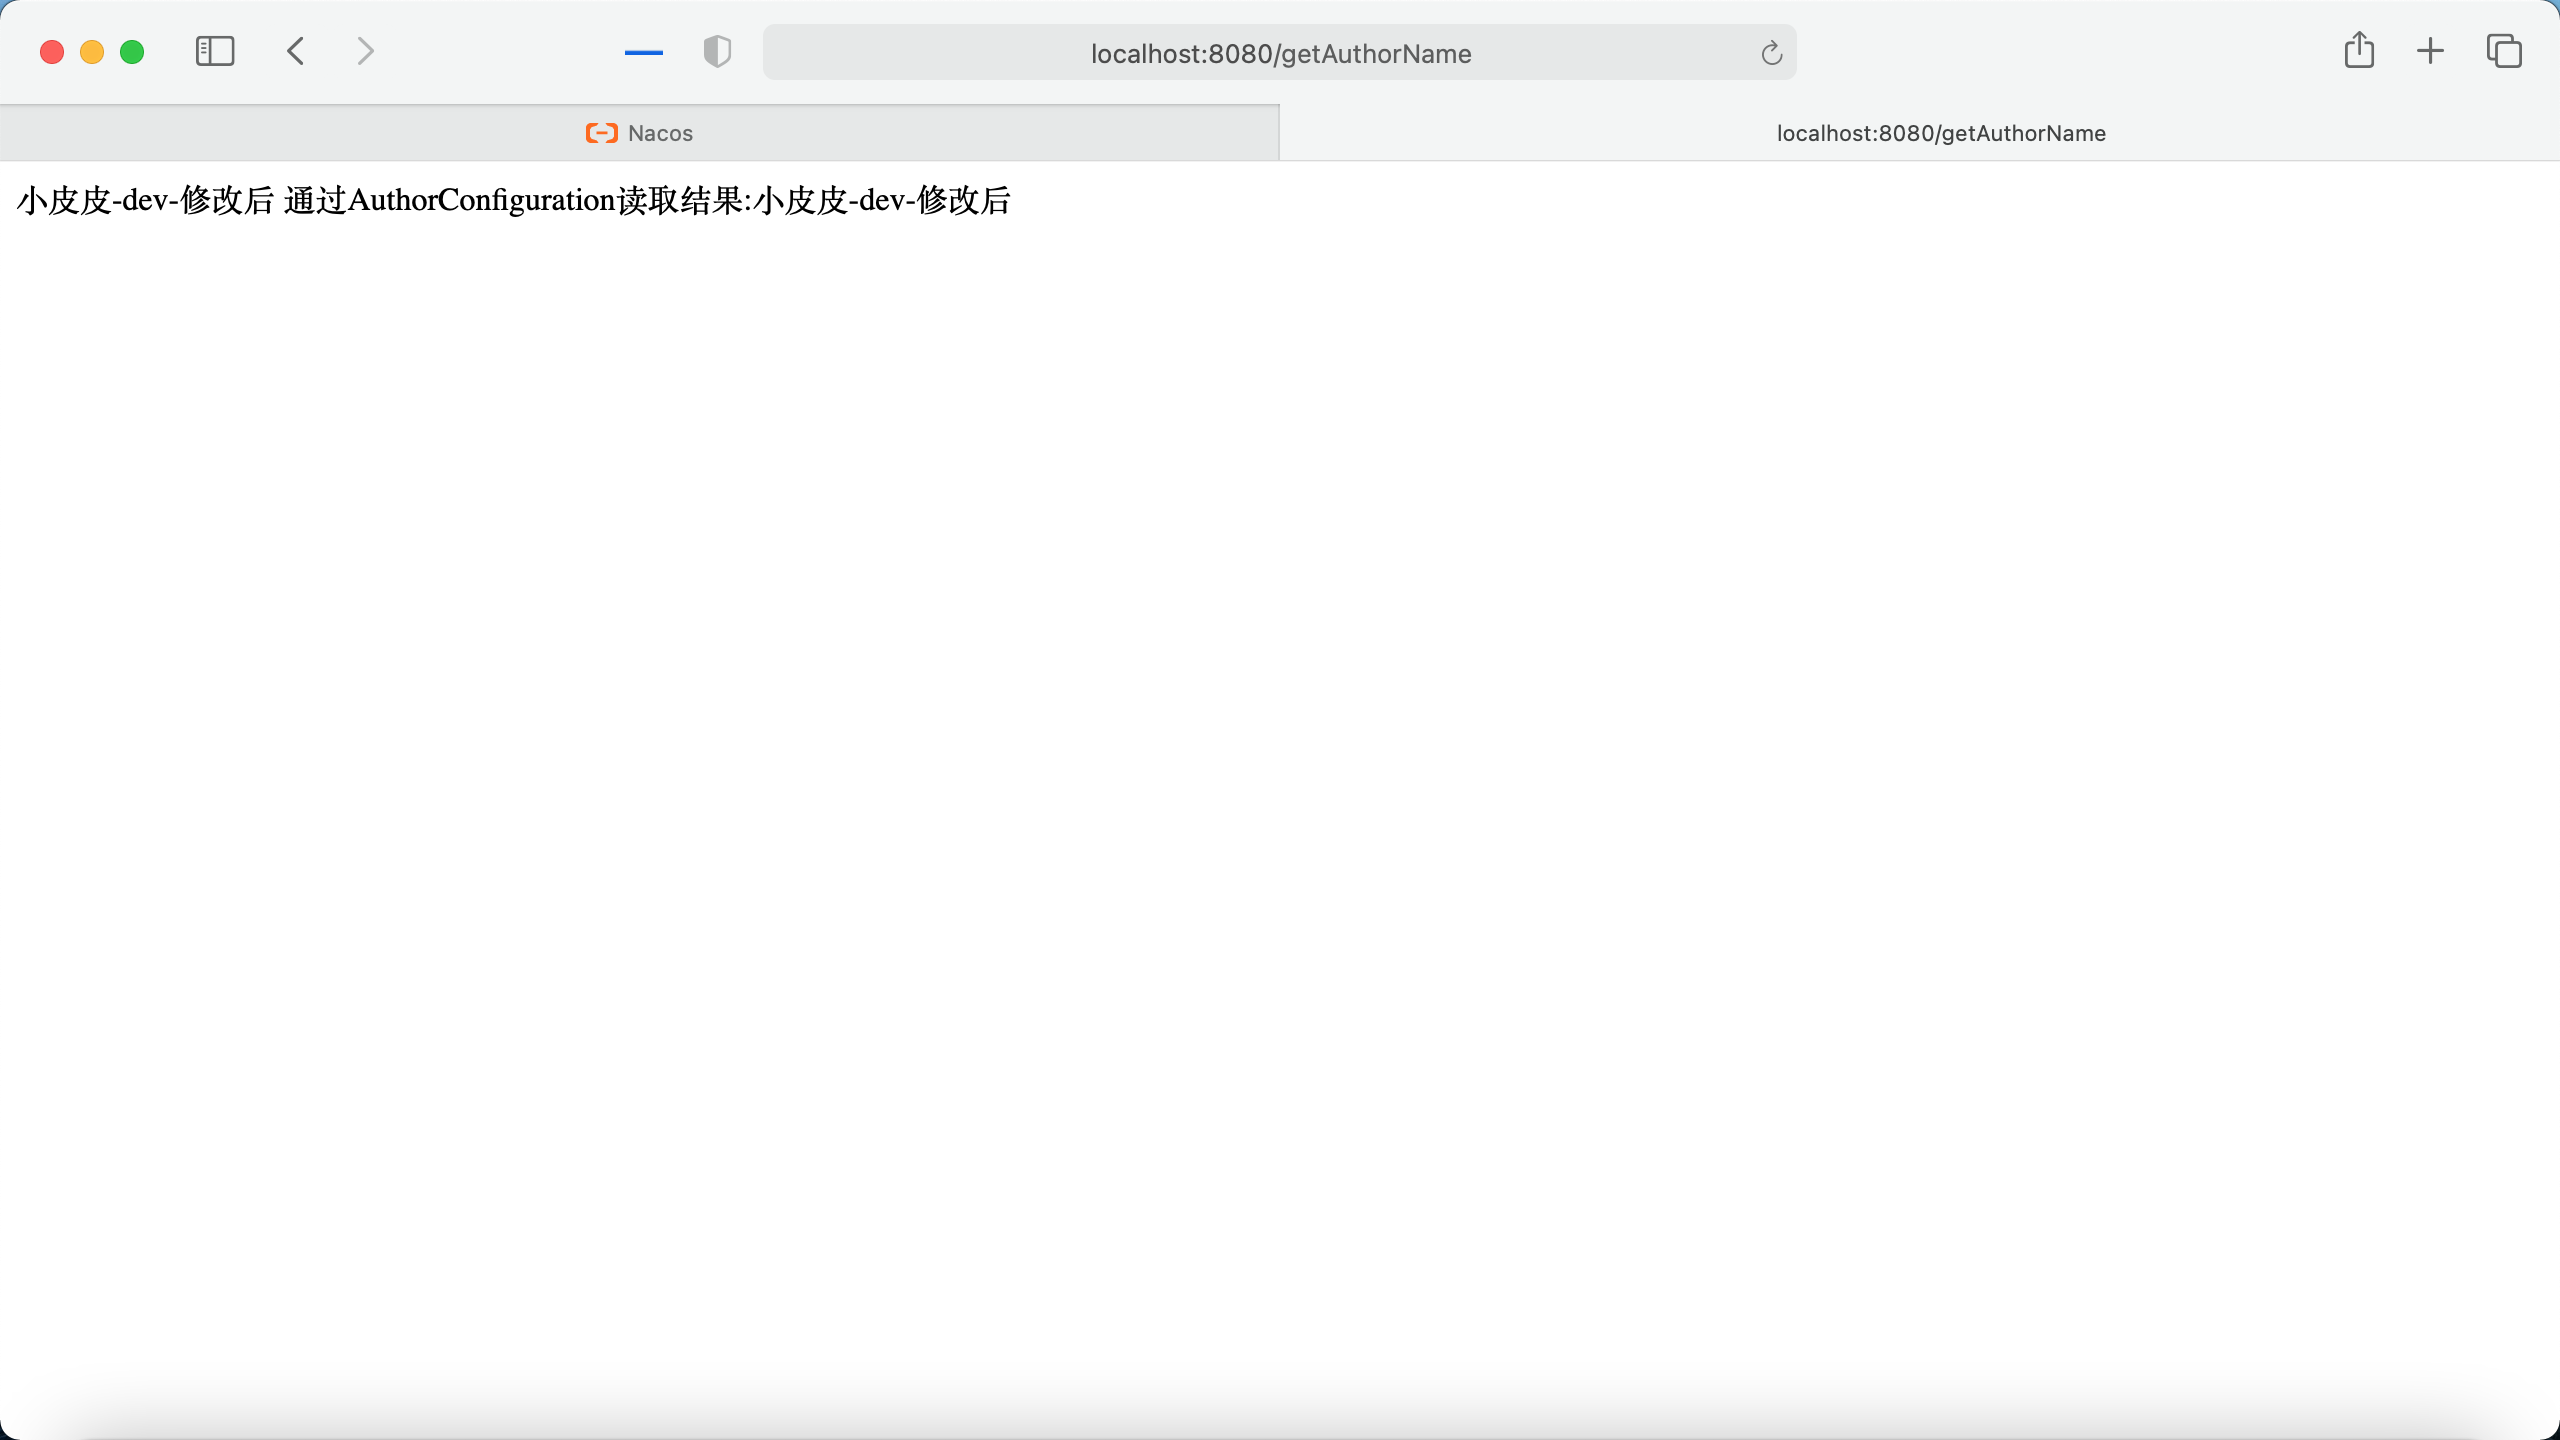 localhost:8080/getAuthorName
Nacos
localhost:8080/getAuthorName
小皮皮-dev-修改后 通过AuthorConfiguration读取结果:小皮皮-dev-修改后